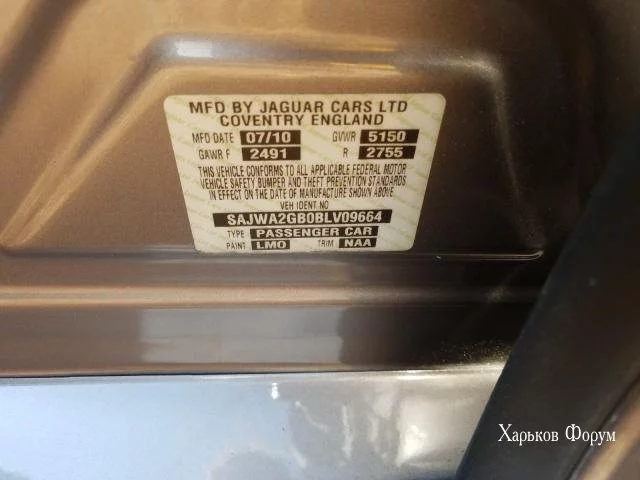 MFD BY JAGUAR CARS LTD
COVENTRY ENGLAND
MFD DATE 07/10 GVWR 5150
GAWR F 2491 R 2755
THIS VEHICLE CONFORMS TO ALL APPLICABLE FEDERAL MOTOR
VEHICLE SAFETY BUMPER AND THEFT PREVENTION STANDARDS
IN EFFECT ON THE DATE OF MANUFACTURE SHOWN ABOVE.
VEH IDENT NO
SAJWA2GB0BLV09664
TYPE PASSENGER CAR
PAINT LMO TRIM NAA
Харьков Форум